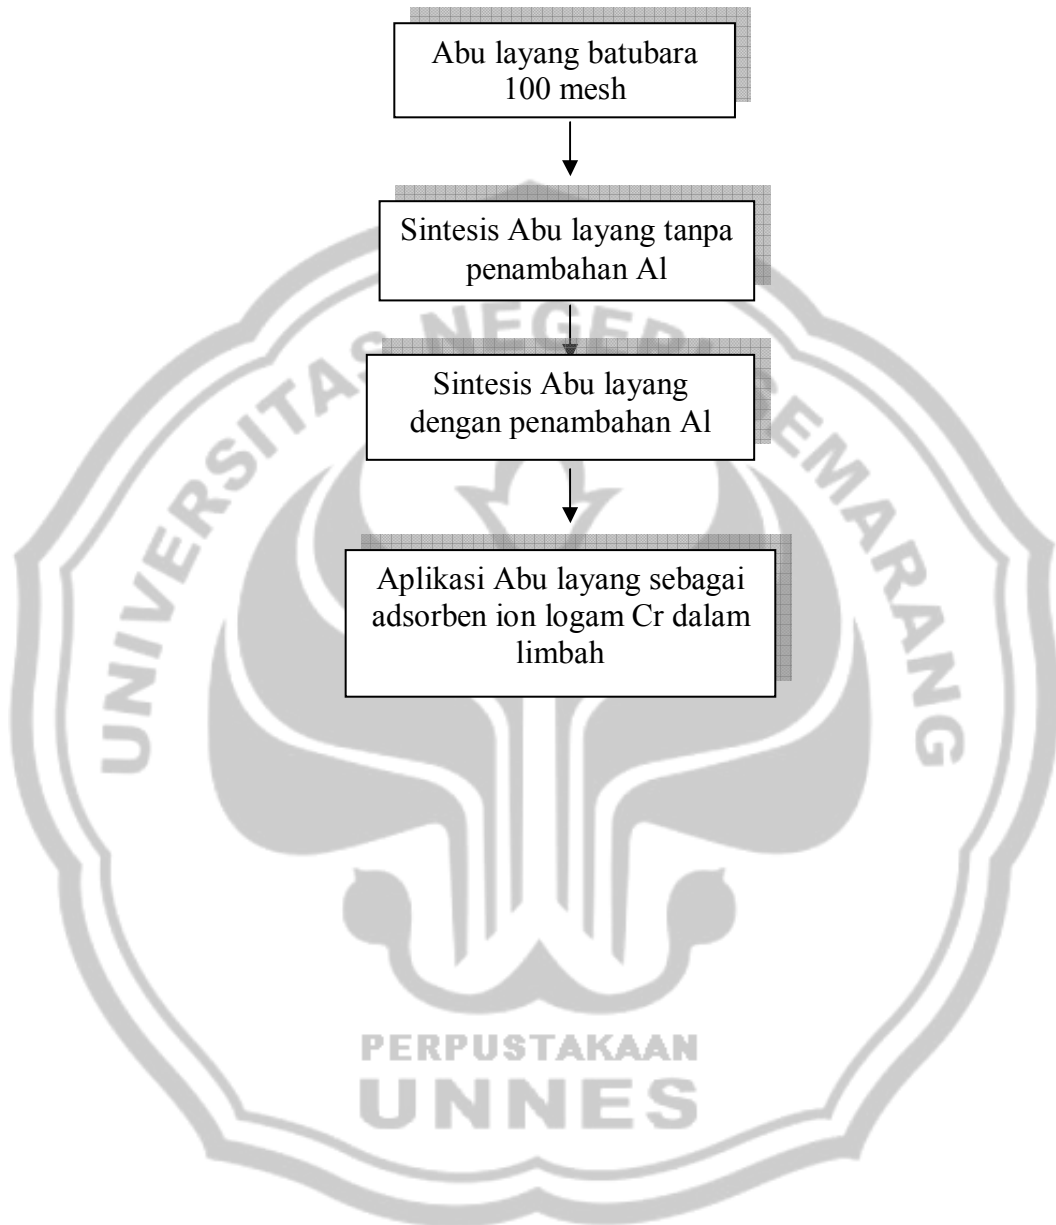 Abu layang batubara
100 mesh
Sintesis Abu layang tanpa
penambahan Al
Sintesis Abu layang
dengan penambahan Al
Aplikasi Abu layang sebagai
adsorben ion logam Cr dalam
limbah
UNIVERSITAS NEGERI SEMARANG
PERPUSTAKAAN
UNNES